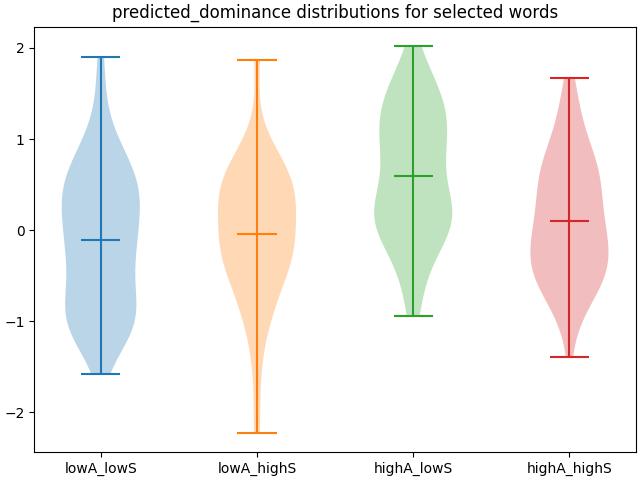 predicted_dominance distributions for selected words
2
1
0
−1
−2
lowA_lowS
lowA_highS
highA_lowS
highA_highS